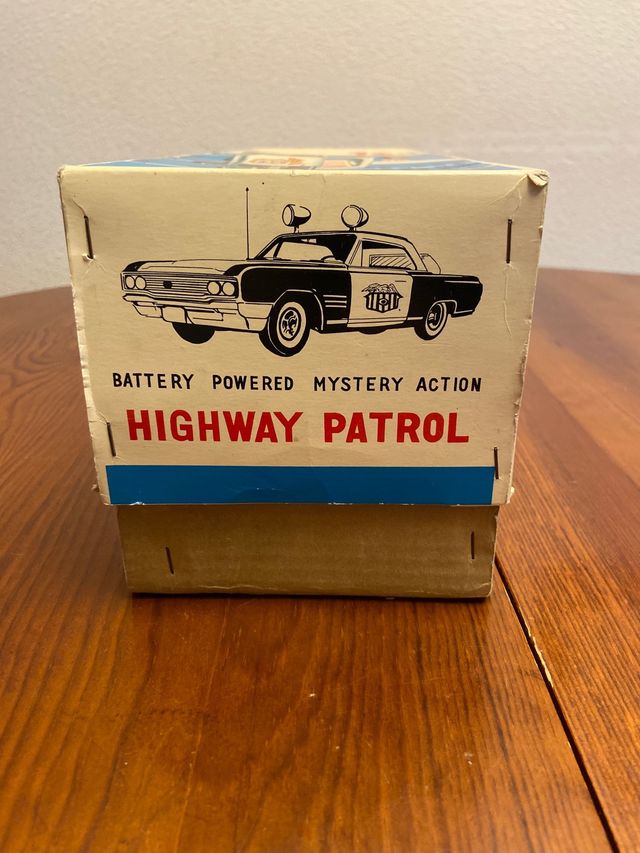 BATTERY POWERED MYSTERY ACTION
HIGHWAY PATROL